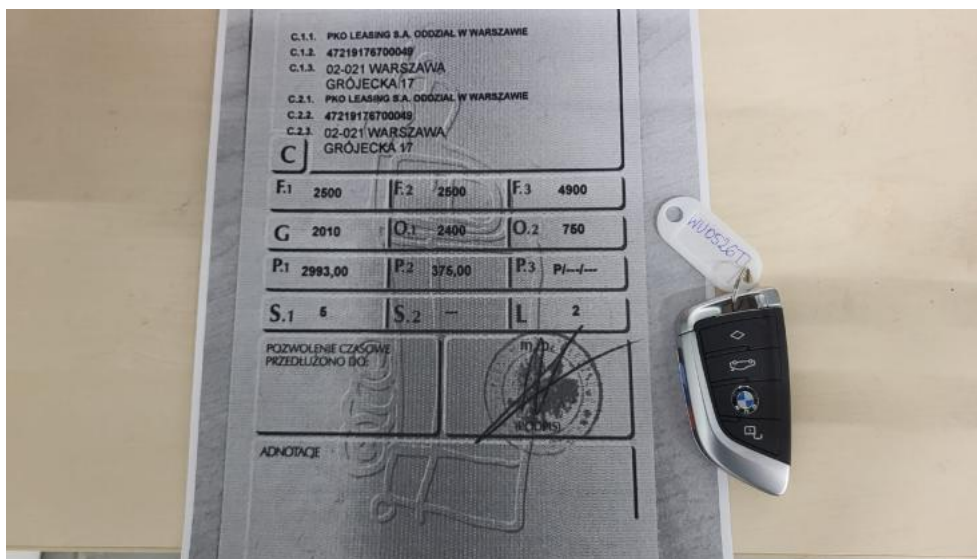 C.1.1. PKO LEASING S.A. ODDZIAŁ W WARSZAWIE
C.1.2. 47219176700049
C.1.3. 02-021 WARSZAWA
GRÓJECKA 17
C.2.1. PKO LEASING S.A. ODDZIAŁ W WARSZAWIE
C.2.2. 47219176700049
C.2.3. 02-021 WARSZAWA
GRÓJECKA 17
C
F.1 2500 F.2 2500 F.3 4900
G 2010 O.1 2400 O.2 750
P.1 2993,00 P.2 375,00 P.3 P/---/---
S.1 5 S.2 --- L 2
POZWOLENIE CZASOWE
PRZEDŁUŻONO DO:
m.p.
(PODPIS)
ADNOTACJE